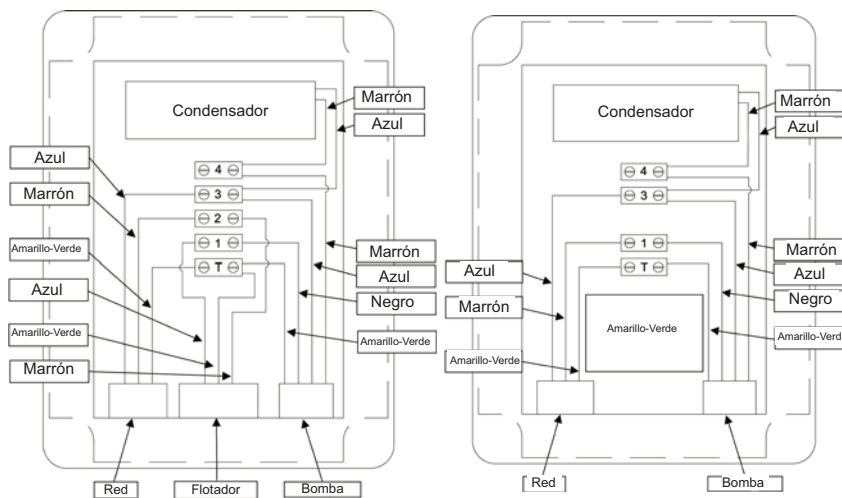 Condensador
Marrón
Azul
Azul
Marrón
Amarillo-Verde
Azul
Amarillo-Verde
Marrón
4
3
2
1
T
Marrón
Azul
Negro
Amarillo-Verde
Red
Flotador
Bomba
Condensador
Marrón
Azul
4
3
1
T
Azul
Marrón
Amarillo-Verde
Amarillo-Verde
Marrón
Azul
Negro
Amarillo-Verd
Red
Bomba